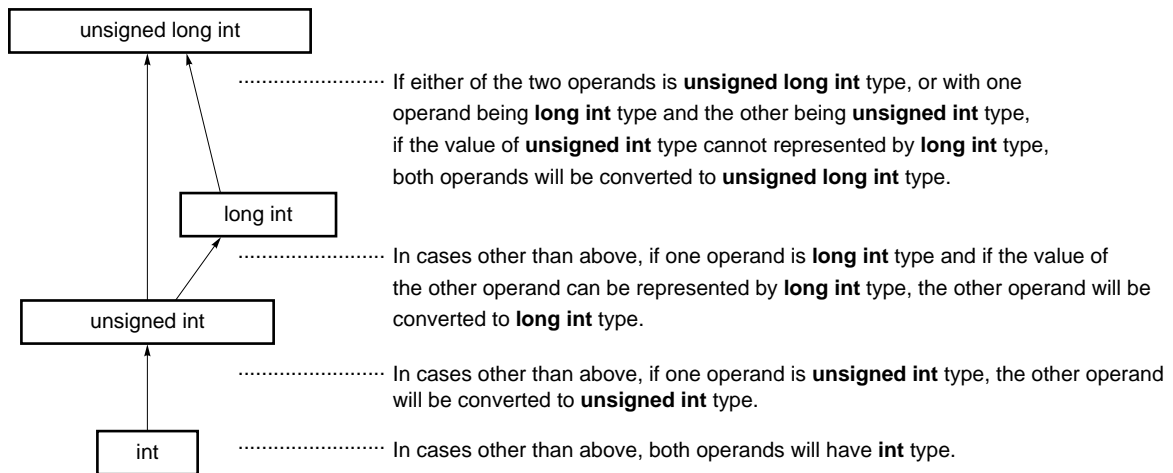 unsigned long int
If either of the two operands is unsigned long int type, or with one
operand being long int type and the other being unsigned int type,
if the value of unsigned int type cannot represented by long int type,
both operands will be converted to unsigned long int type.
long int
In cases other than above, if one operand is long int type and if the value of
the other operand can be represented by long int type, the other operand will be
converted to long int type.
unsigned int
In cases other than above, if one operand is unsigned int type, the other operand
will be converted to unsigned int type.
int
In cases other than above, both operands will have int type.